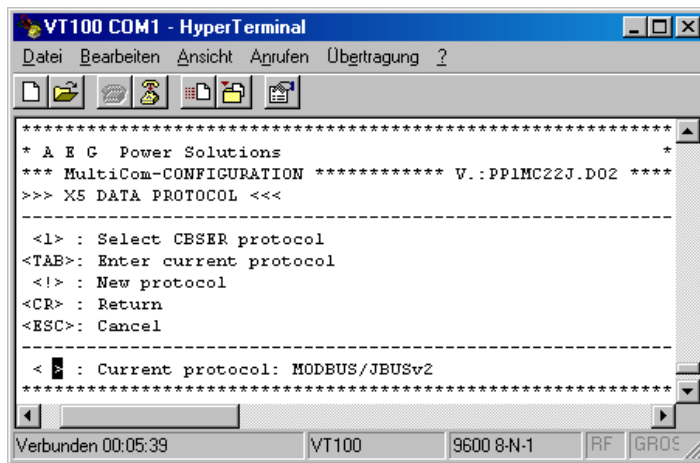 VT100 COM1 - HyperTerminal
Datei Bearbeiten Ansicht Anrufen Übertragung ?
************************************************************
* A E G Power Solutions *
*** MultiCom-CONFIGURATION ************ V.:PP1MC22J.D02 ****
>>> X5 DATA PROTOCOL <<<
------------------------------------------------------------
<1> : Select CBSER protocol
<TAB>: Enter current protocol
<!> : New protocol
<CR> : Return
<ESC>: Cancel
------------------------------------------------------------
< > : Current protocol: MODBUS/JBUSv2
************************************************************
Verbunden 00:05:39 VT100 9600 8-N-1 RF GROS